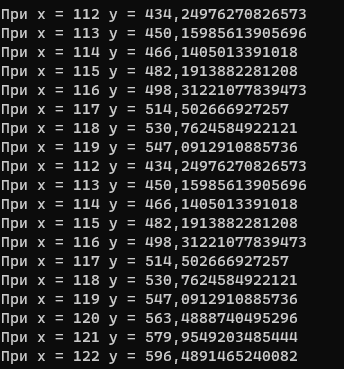 При x = 112 y = 434,24976270826573
При x = 113 y = 450,15985613905696
При x = 114 y = 466,1405013391018
При x = 115 y = 482,1913882281208
При x = 116 y = 498,31221077839473
При x = 117 y = 514,502666927257
При x = 118 y = 530,7624584922121
При x = 119 y = 547,0912910885736
При x = 112 y = 434,24976270826573
При x = 113 y = 450,15985613905696
При x = 114 y = 466,1405013391018
При x = 115 y = 482,1913882281208
При x = 116 y = 498,31221077839473
При x = 117 y = 514,502666927257
При x = 118 y = 530,7624584922121
При x = 119 y = 547,0912910885736
При x = 120 y = 563,4888740495296
При x = 121 y = 579,9549203485444
При x = 122 y = 596,4891465240082